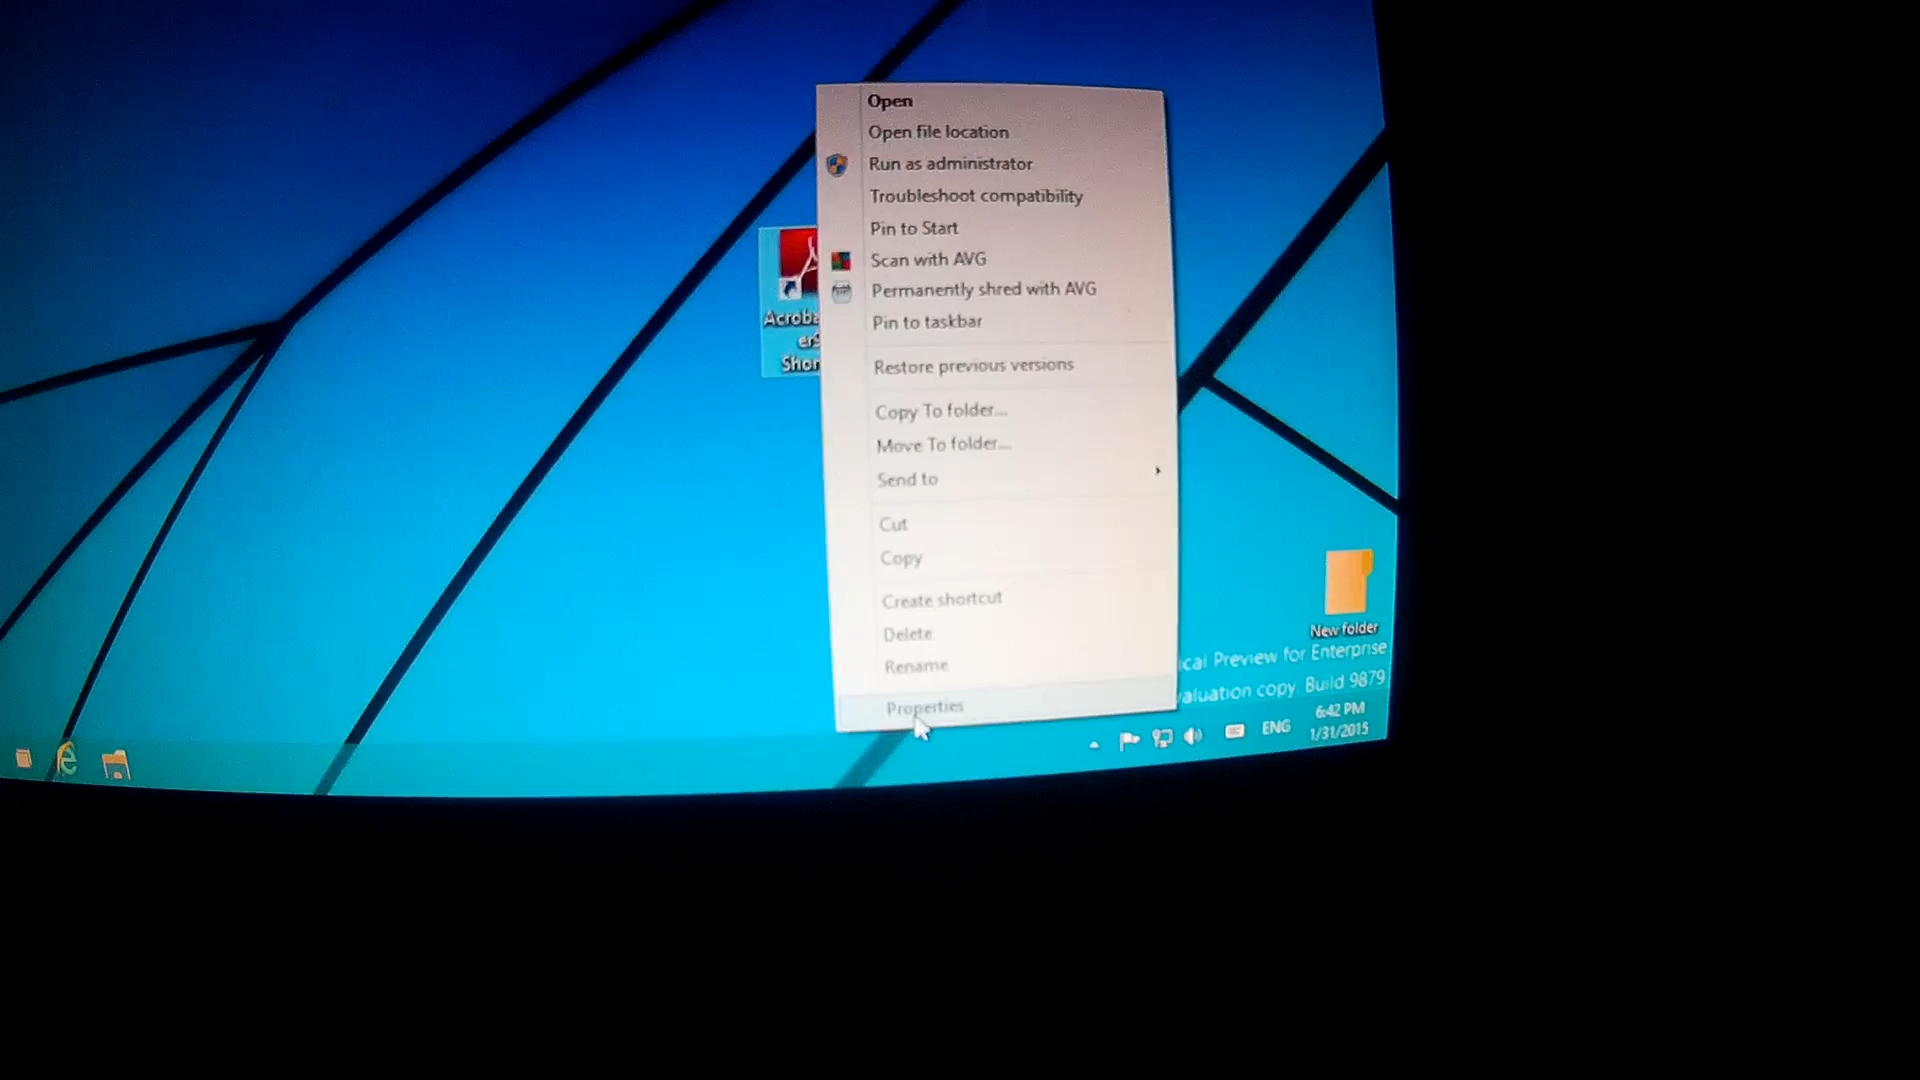 Open
Open file location
Run as administrator
Troubleshoot compatibility
Pin to Start
Scan with AVG
Permanently shred with AVG
Pin to taskbar
Restore previous versions
Copy To folder...
Move To folder...
Send to
Cut
Copy
Create shortcut
Delete
Rename
Properties
Acroba
er
Shor
New folder
ical Preview for Enterprise
valuation copy. Build 9879
ENG
6:42 PM
1/31/2015